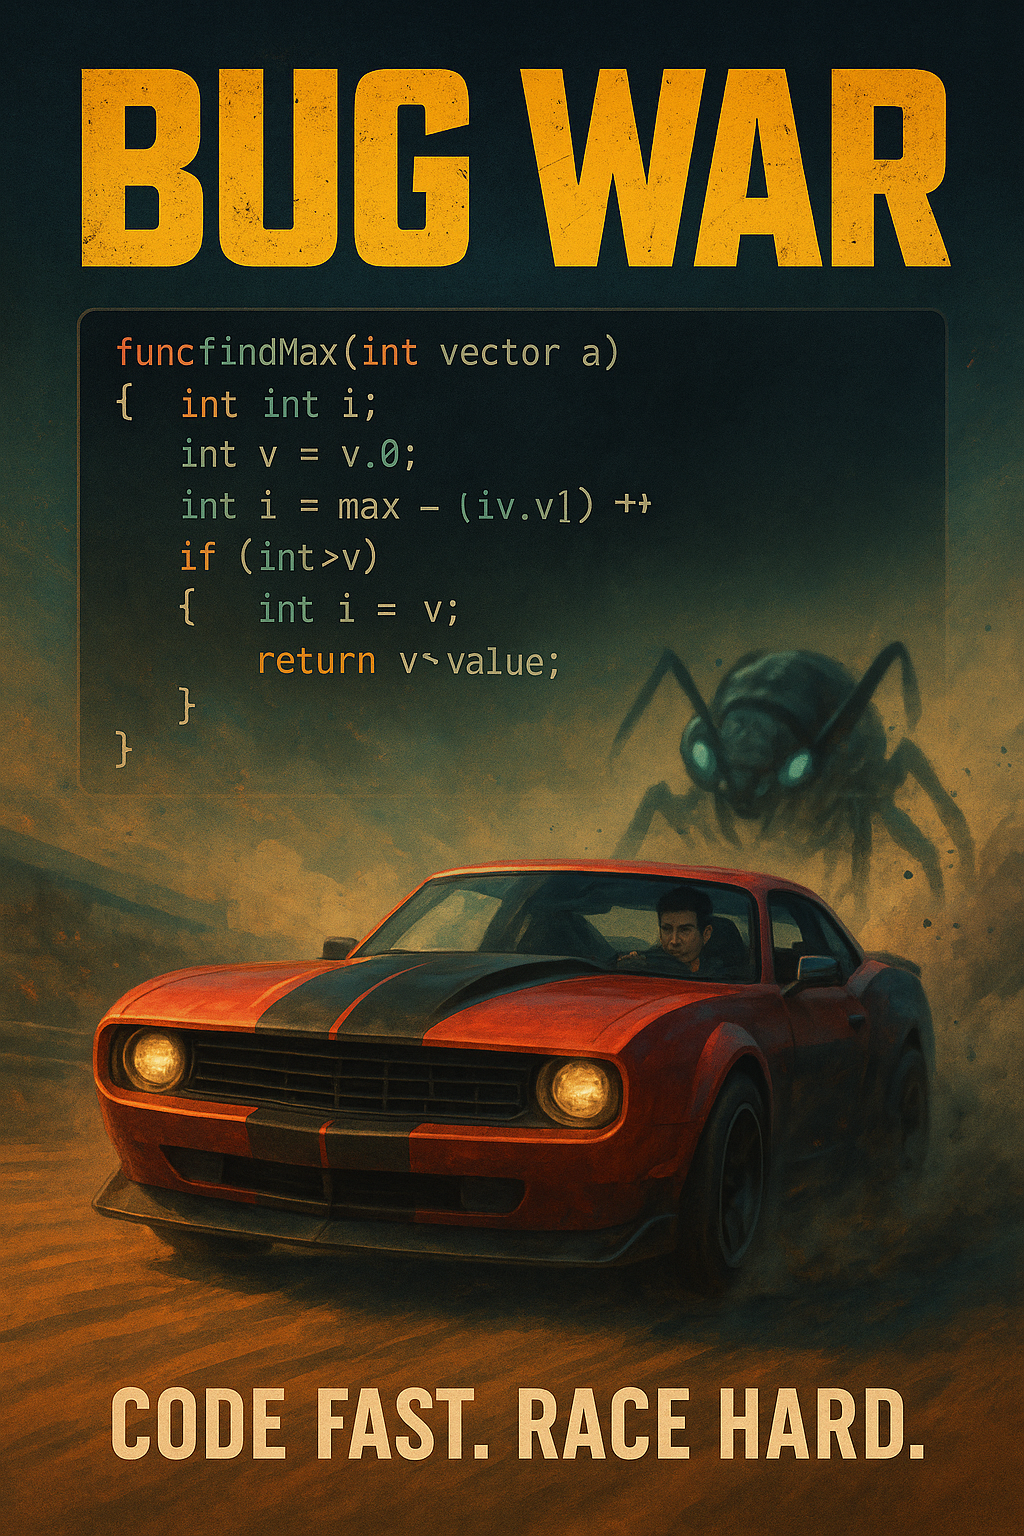 BUG WAR
funcfindMax(int vector a)
{ int int i;
int v = v.0;
int i = max – (iv.v]) ++
if (int>v)
{ int i = v;
return v~value;
}
}
CODE FAST. RACE HARD.